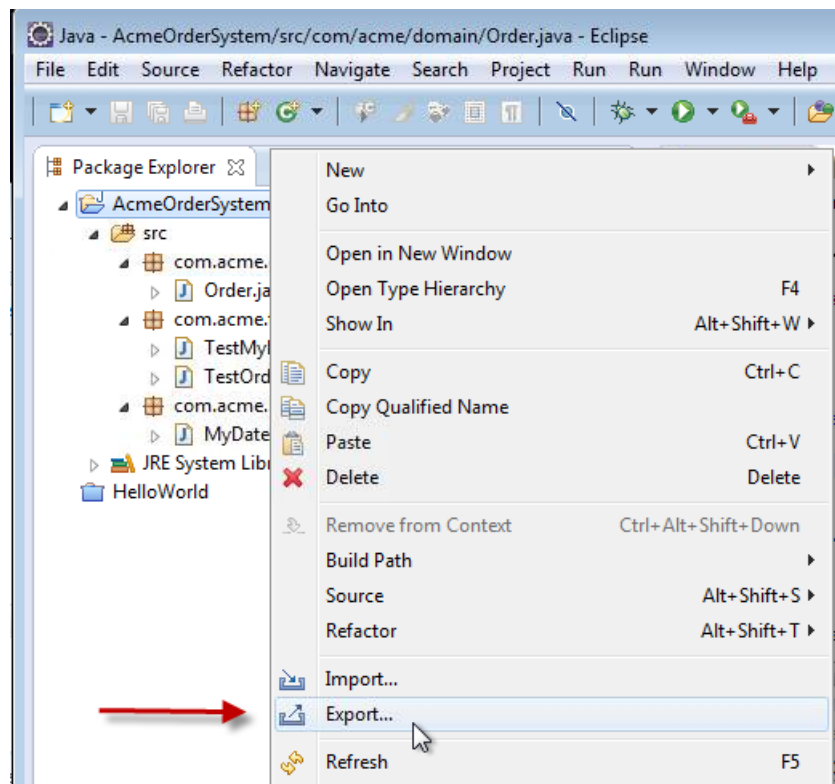 Java - AcmeOrderSystem/src/com/acme/domain/Order.java - Eclipse
File Edit Source Refactor Navigate Search Project Run Run Window Help
Package Explorer
AcmeOrderSystem
src
com.acme.
Order.ja
com.acme.
TestMy
TestOrd
com.acme.
MyDate
JRE System Lib
HelloWorld
New
Go Into
Open in New Window
Open Type Hierarchy F4
Show In Alt+Shift+W
Copy Ctrl+C
Copy Qualified Name
Paste Ctrl+V
Delete Delete
Remove from Context Ctrl+Alt+Shift+Down
Build Path
Source Alt+Shift+S
Refactor Alt+Shift+T
Import...
Export...
Refresh F5